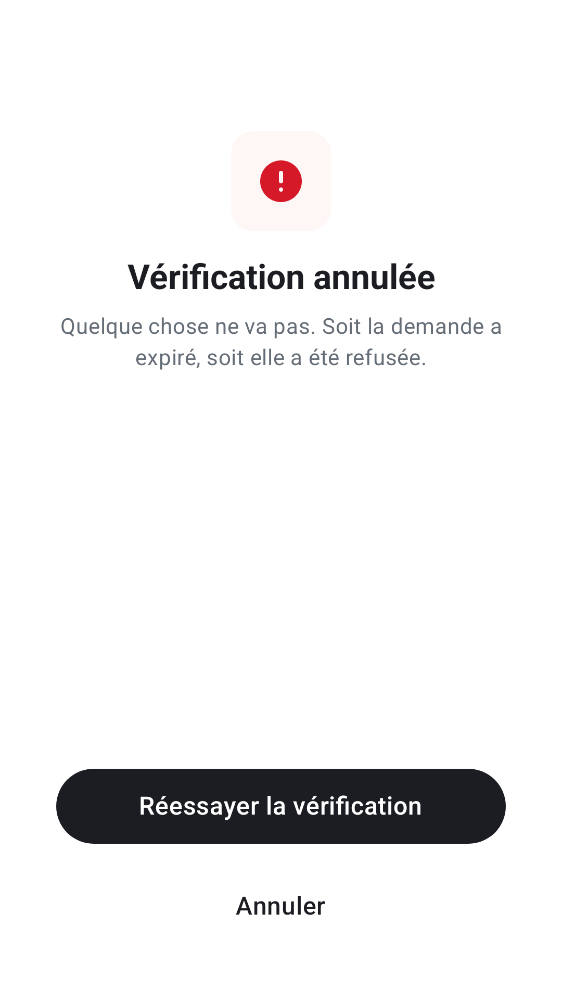 Vérification annulée
Quelque chose ne va pas. Soit la demande a
expiré, soit elle a été refusée.
Réessayer la vérification
Annuler